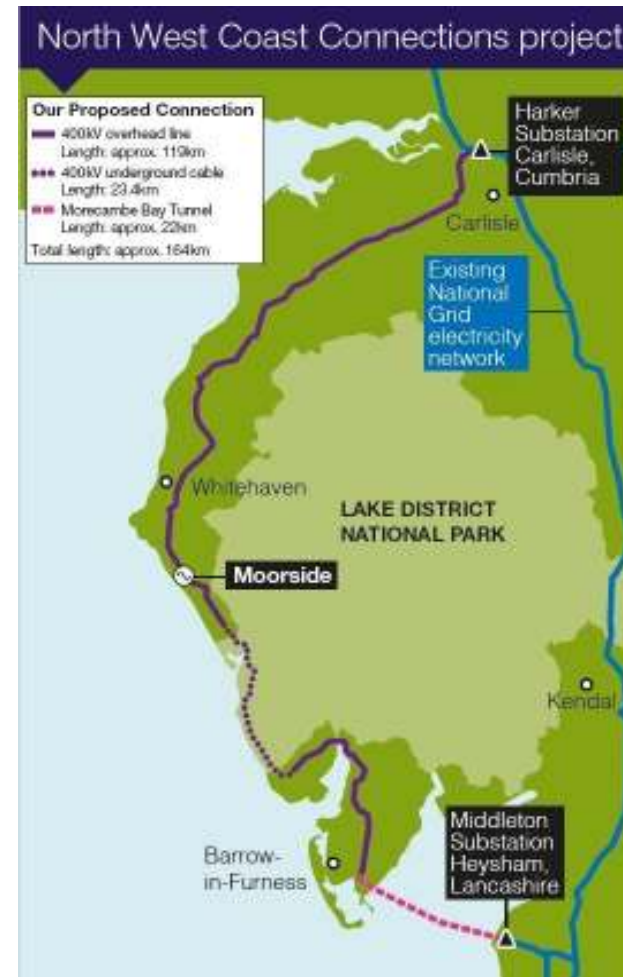 North West Coast Connections project
Our Proposed Connection
400kV overhead line
Length: approx. 119km
400kV underground cable
Length: 23.4km
Morecambe Bay Tunnel
Length: approx. 22km
Total length: approx. 164km
Harker
Substation
Carlisle,
Cumbria
Carlisle
Existing
National
Grid
electricity
network
Whitehaven
LAKE DISTRICT
NATIONAL PARK
Moorside
Kendal
Middleton
Substation
Heysham,
Lancashire
Barrow-
in-Furness